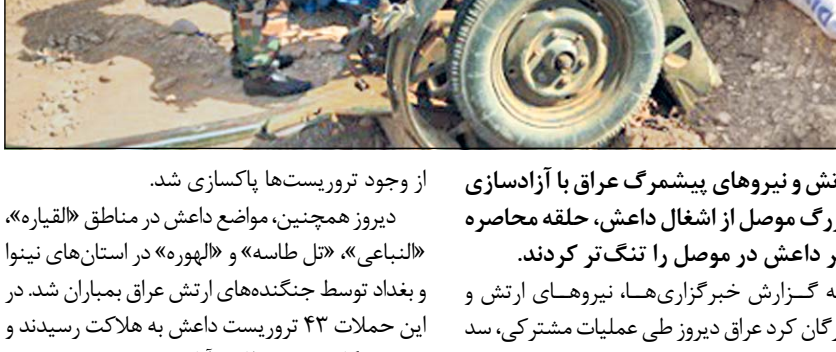 نیروهای پیشمرگ عراق با آزادسازی
موصل از اشغال داعش، حلقه محاصره
داعش در موصل را تنگ‌تر کردند.
گــزارش خبرگزاری‌هــا، نیروهــای ارتش و
کرد عراق دیروز طی عملیات مشترکی، سد
از وجود تروریست‌ها پاکسازی شد.
دیروز همچنین، مواضع داعش در مناطق «القیاره»،
«النباعی»، «تل طاسه» و «الهوره» در استان‌های نینوا
و بغداد توسط جنگنده‌های ارتش عراق بمباران شد. در
این حملات ۴۳ تروریست داعش به هلاکت رسیدند و